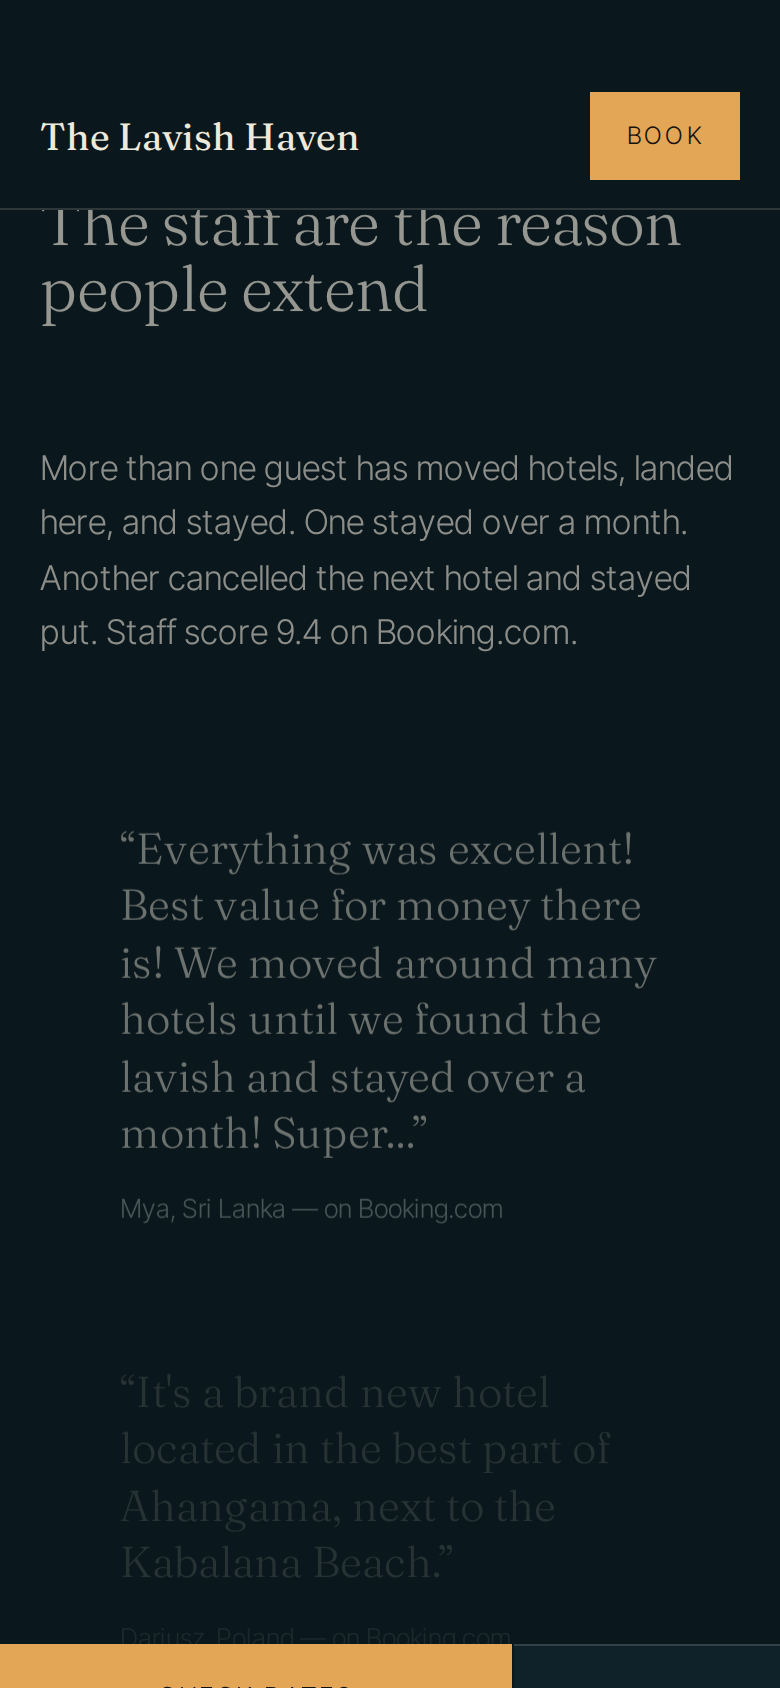 The Lavish Haven
BOOK
The staff are the reason
people extend
More than one guest has moved hotels, landed
here, and stayed. One stayed over a month.
Another cancelled the next hotel and stayed
put. Staff score 9.4 on Booking.com.
“Everything was excellent!
Best value for money there
is! We moved around many
hotels until we found the
lavish and stayed over a
month! Super...”
Mya, Sri Lanka — on Booking.com
“It's a brand new hotel
located in the best part of
Ahangama, next to the
Kabalana Beach.”
Dariusz, Poland — on Booking.com
CHECK DATES